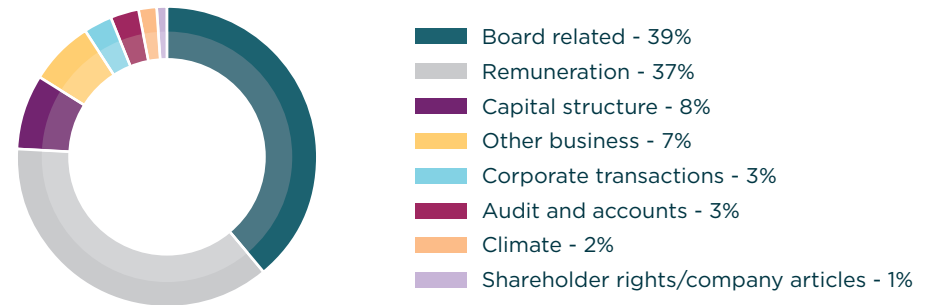 Board related - 39%
Remuneration - 37%
Capital structure - 8%
Other business - 7%
Corporate transactions - 3%
Audit and accounts - 3%
Climate - 2%
Shareholder rights/company articles - 1%